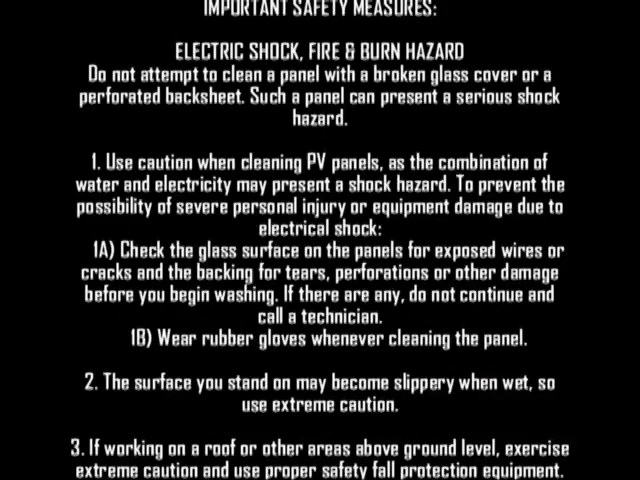 IMPORTANT SAFETY MEASURES:
ELECTRIC SHOCK, FIRE & BURN HAZARD
Do not attempt to clean a panel with a broken glass cover or a
perforated backsheet. Such a panel can present a serious shock
hazard.
1. Use caution when cleaning PV panels, as the combination of
water and electricity may present a shock hazard. To prevent the
possibility of severe personal injury or equipment damage due to
electrical shock:
1A) Check the glass surface on the panels for exposed wires or
cracks and the backing for tears, perforations or other damage
before you begin washing. If there are any, do not continue and
call a technician.
1B) Wear rubber gloves whenever cleaning the panel.
2. The surface you stand on may become slippery when wet, so
use extreme caution.
3. If working on a roof or other areas above ground level, exercise
extreme caution and use proper safety fall protection equipment.